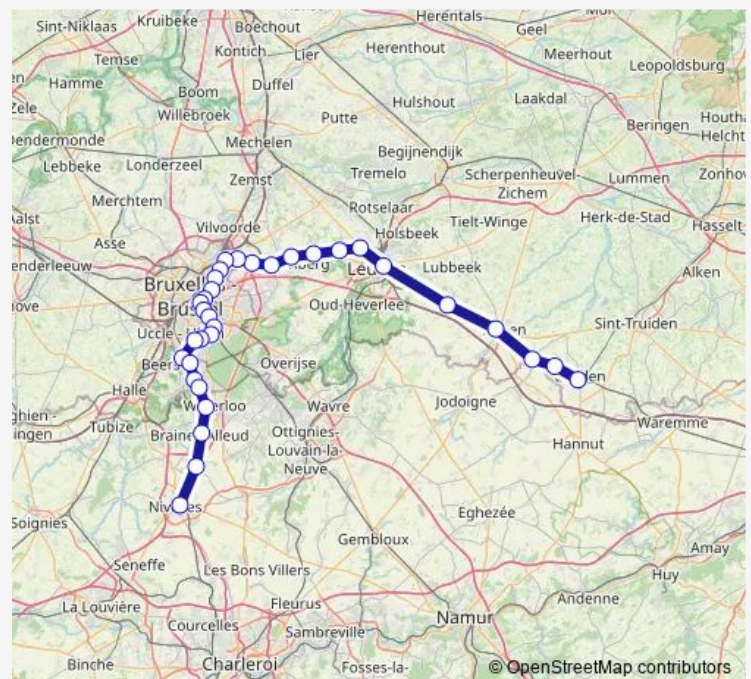 Sint-Niklaas
Kruibeke
Boechout
Herentals
Geel
Temse
Kontich
Lier
Herenthout
Meerhout
Leopoldsburg
Hamme
Boom
Duffel
Zele
Willebroek
Putte
Hulshout
Laakdal
Beringen
Dendermonde
Mechelen
Begijnendijk
Lebbeke
Londerzeel
Zemst
Tremelo
Scherpenheuvel-
Zichem
Lummen
Merchtem
Rotselaar
Aalst
Vilvoorde
Holsbeek
Tielt-Winge
Herk-de-Stad
Asse
Lubbeek
Alken
Bruxelles -
Oud-Heverlee
Sint-Truiden
Overijse
Halle
Wavre
Jodoigne
Tubize
Waremme
Ottignies-
Louvain-la-
Neuve
Hannut
Soignies
Eghezée
Gembloux
Seneffe
Les Bons Villers
Amay
Huy
La Louvière
Fleurus
Andenne
Courcelles
Sambreville
Namur
Binche
Charleroi
Fosses-la-
© OpenStreetMap contributors